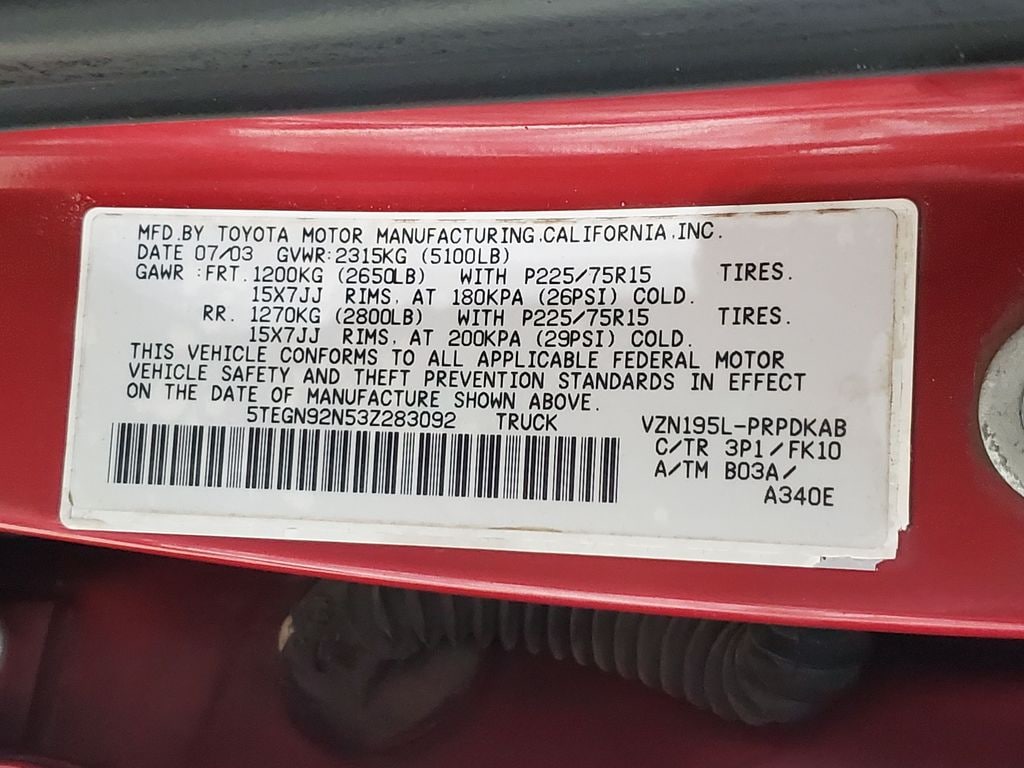 MFD.BY TOYOTA MOTOR MANUFACTURING.CALIFORNIA.INC.
DATE 07/03 GVWR:2315KG (5100LB)
GAWR :FRT.1200KG (2650LB) WITH P225/75R15 TIRES.
15X7JJ RIMS, AT 180KPA (26PSI) COLD.
RR. 1270KG (2800LB) WITH P225/75R15 TIRES.
15X7JJ RIMS, AT 200KPA (29PSI) COLD.
THIS VEHICLE CONFORMS TO ALL APPLICABLE FEDERAL MOTOR
VEHICLE SAFETY AND THEFT PREVENTION STANDARDS IN EFFECT
ON THE DATE OF MANUFACTURE SHOWN ABOVE.
5TEGN92N53Z283092 TRUCK VZN195L-PRPDKAB
C/TR 3P1/FK10
A/TM B03A/
A340E